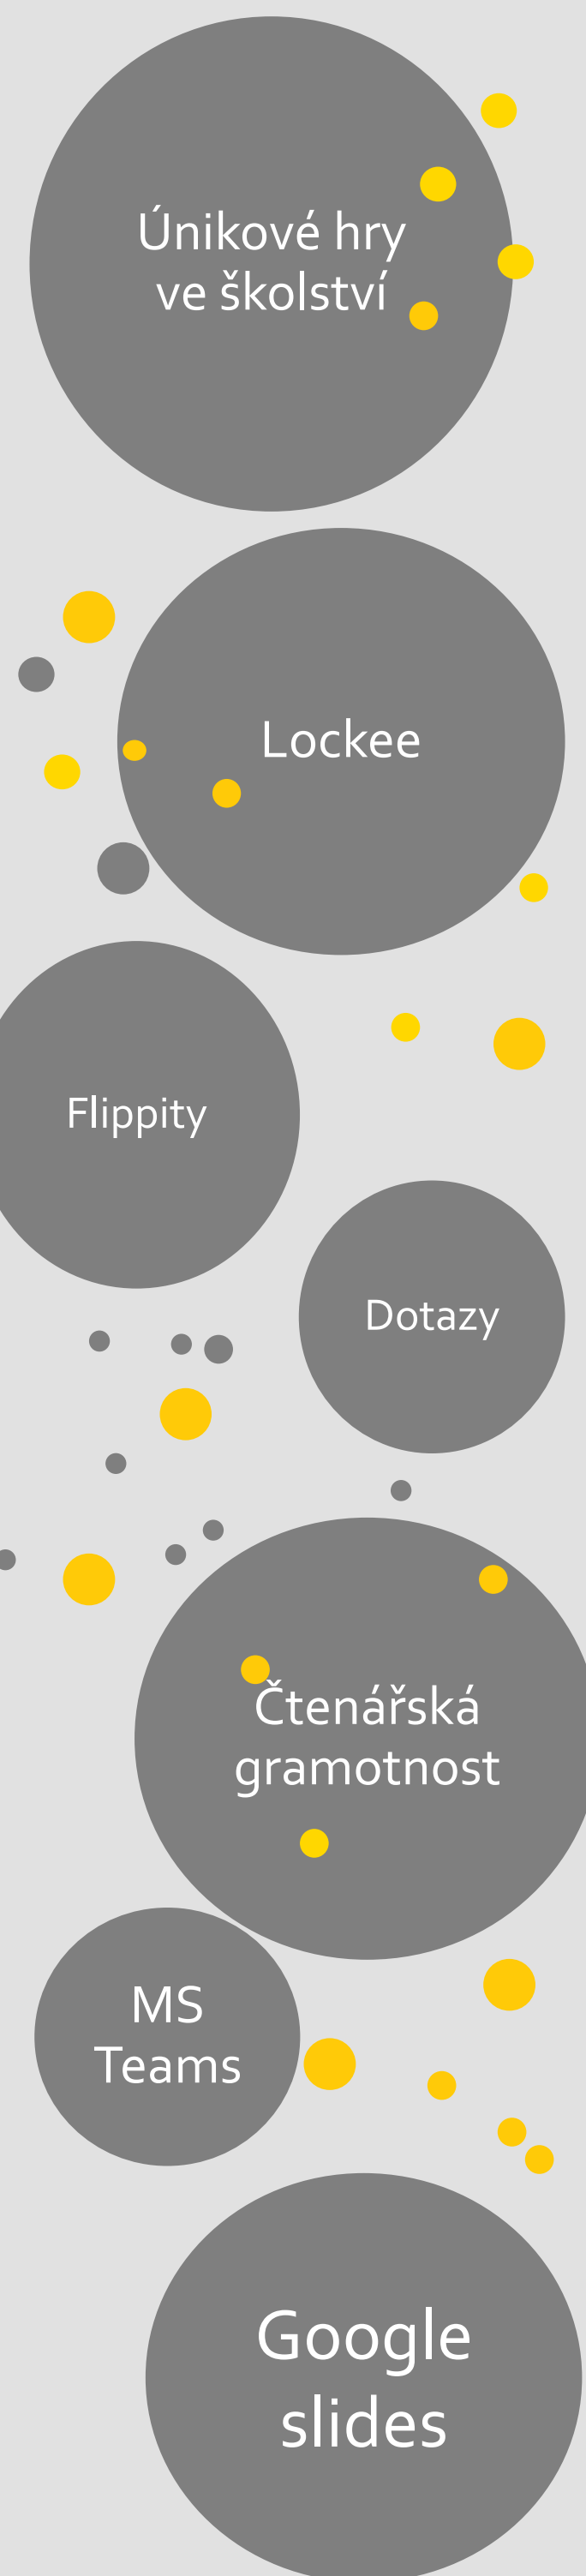 Únikové hry
ve školství
Lockee
Flippity
Dotazy
Čtenářská
gramotnost
MS
Teams
Google
slides